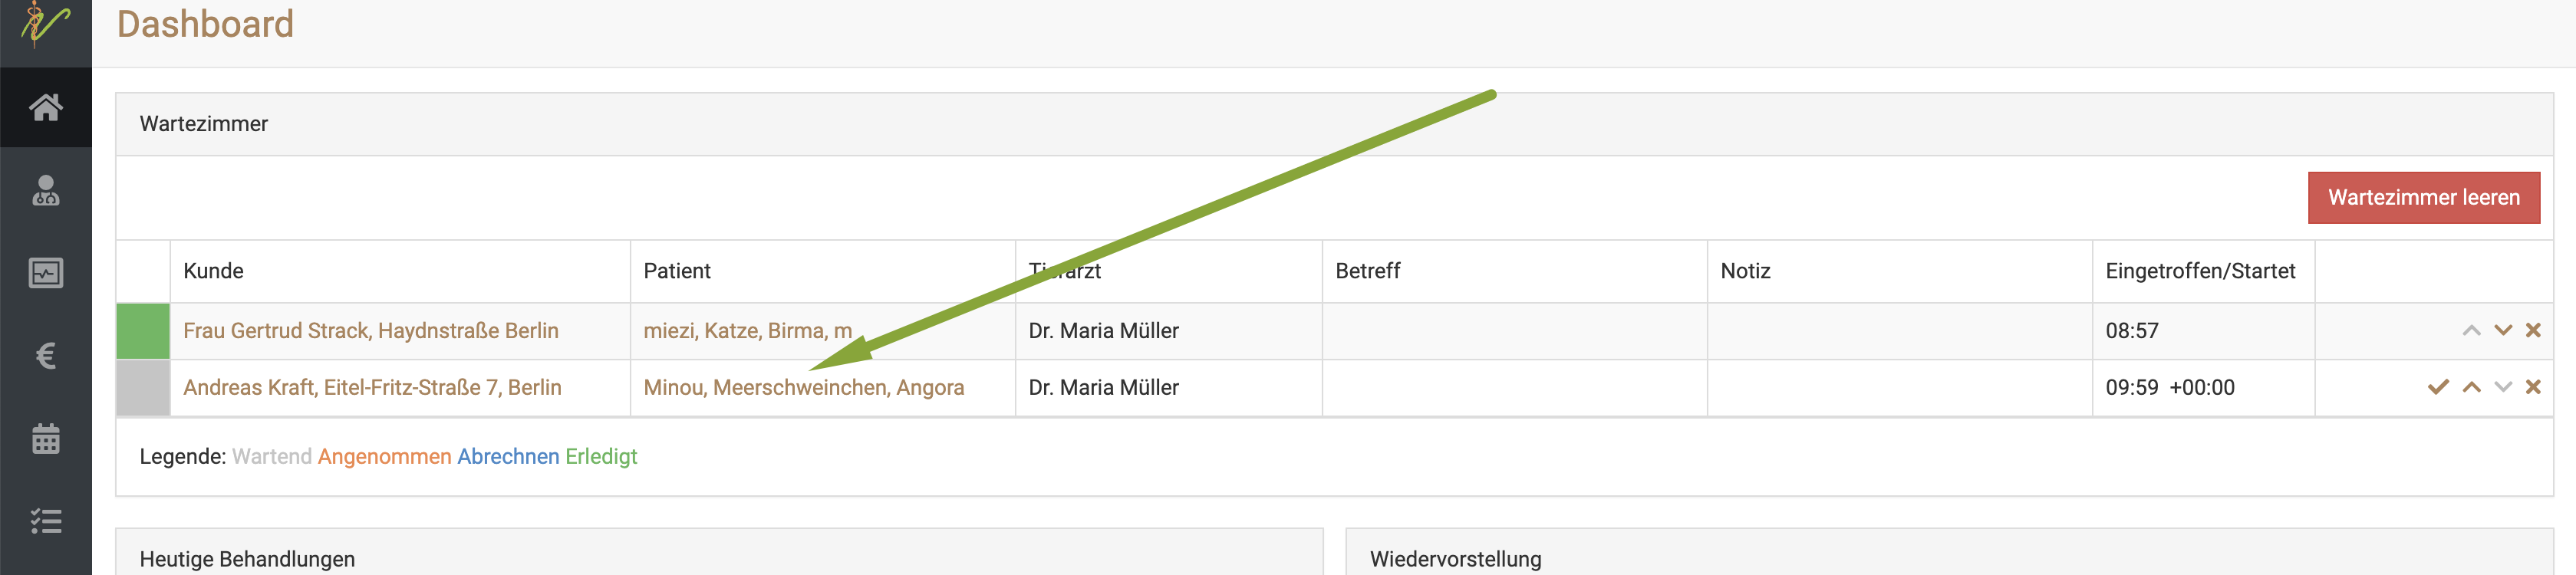 Dashboard
Wartezimmer
Wartezimmer leeren
Kunde Patient Tierarzt Betreff Notiz Eingetroffen/Startet
Frau Gertrud Strack, Haydnstraße Berlin miezi, Katze, Birma, m Dr. Maria Müller 08:57
Andreas Kraft, Eitel-Fritz-Straße 7, Berlin Minou, Meerschweinchen, Angora Dr. Maria Müller 09:59 +00:00
Legende: Wartend Angenommen Abrechnen Erledigt
Heutige Behandlungen Wiedervorstellung